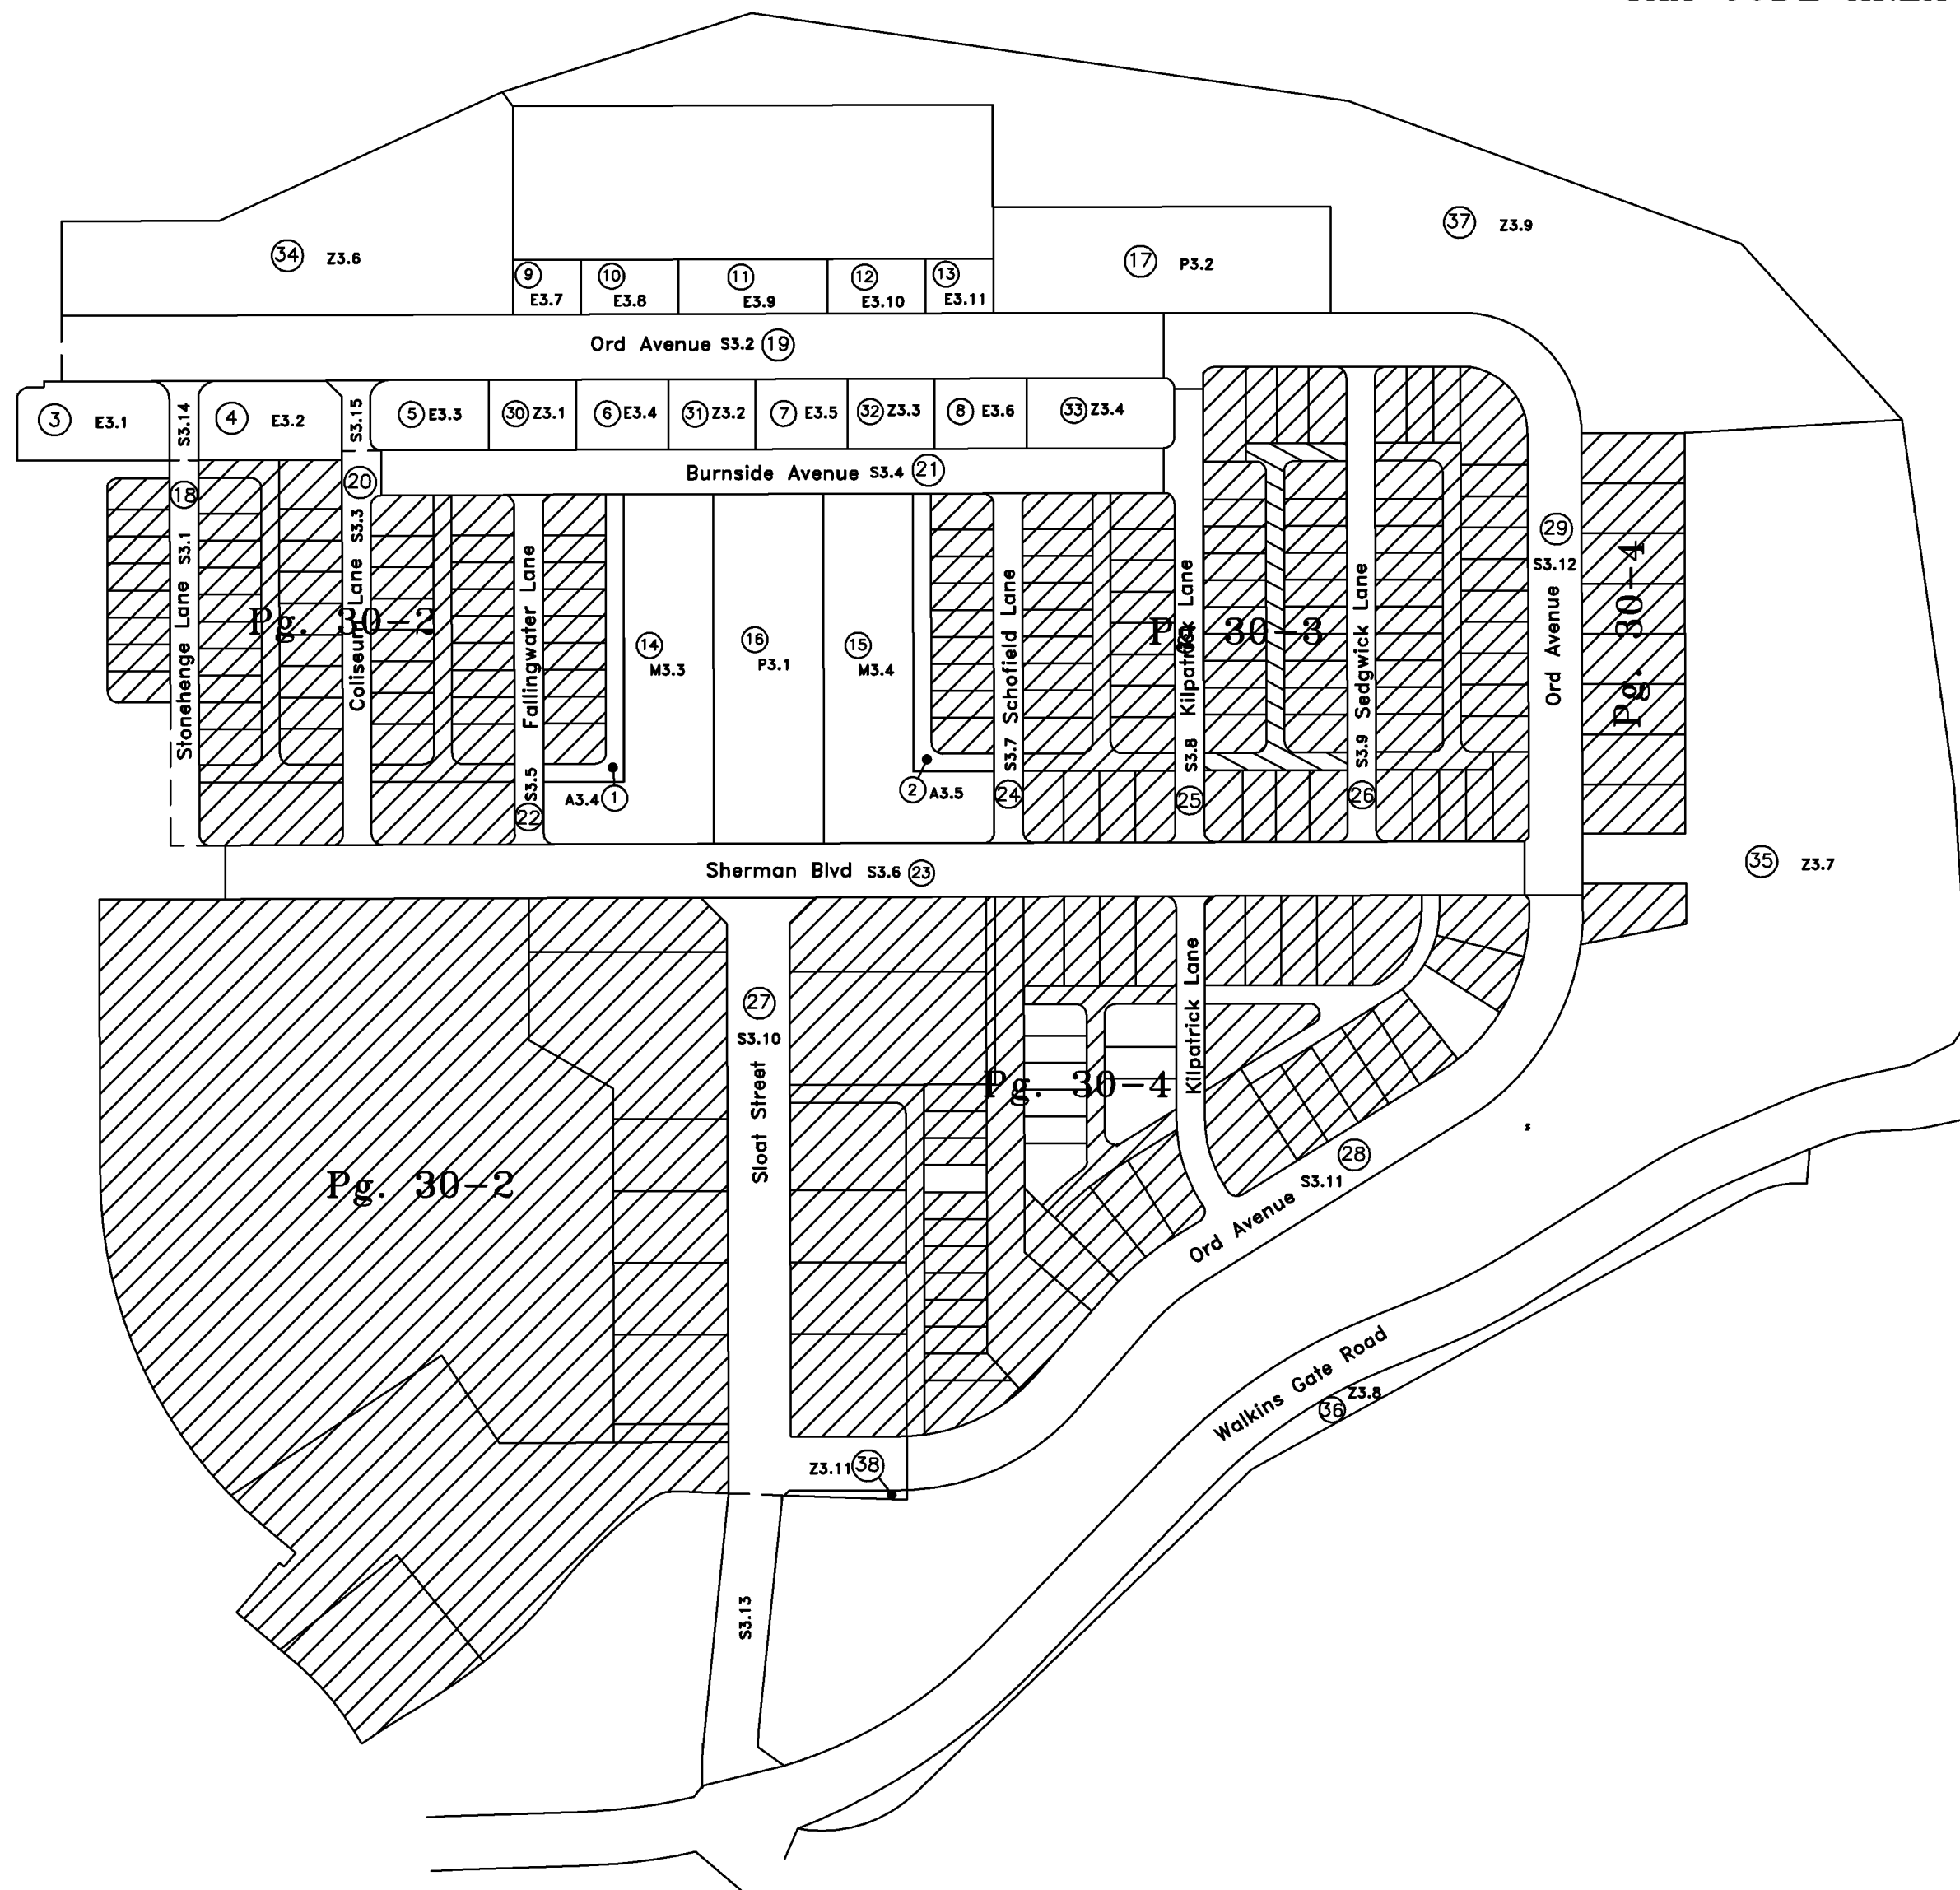 37 Z3.9
34 Z3.6
17 P3.2
9 10 11 12 13
E3.7 E3.8 E3.9 E3.10 E3.11
Ord Avenue S3.2 19
3 E3.1
S3.14
4 E3.2
S3.15
5 E3.3
30 Z3.1
6 E3.4
31 Z3.2
7 E3.5
32 Z3.3
8 E3.6
33 Z3.4
Burnside Avenue S3.4 21
18
Stonehenge Lane S3.1
20
Coliseum Lane S3.3
Fallingwater Lane
S3.5
22
Pg. 30-2
14
M3.3
16
P3.1
15
M3.4
A3.4 1
2 A3.5
S3.7 Schofield Lane
24
Kilpatrick Lane
S3.8
25
Pg. 30-3
S3.9 Sedgwick Lane
26
29
S3.12
Ord Avenue
Pg. 30-4
Sherman Blvd S3.6 23
35 Z3.7
27
S3.10
Sloat Street
Kilpatrick Lane
Pg. 30-4
Pg. 30-2
s
28
S3.11
Ord Avenue
Walkins Gate Road
Z3.8
36
Z3.11 38
S3.13